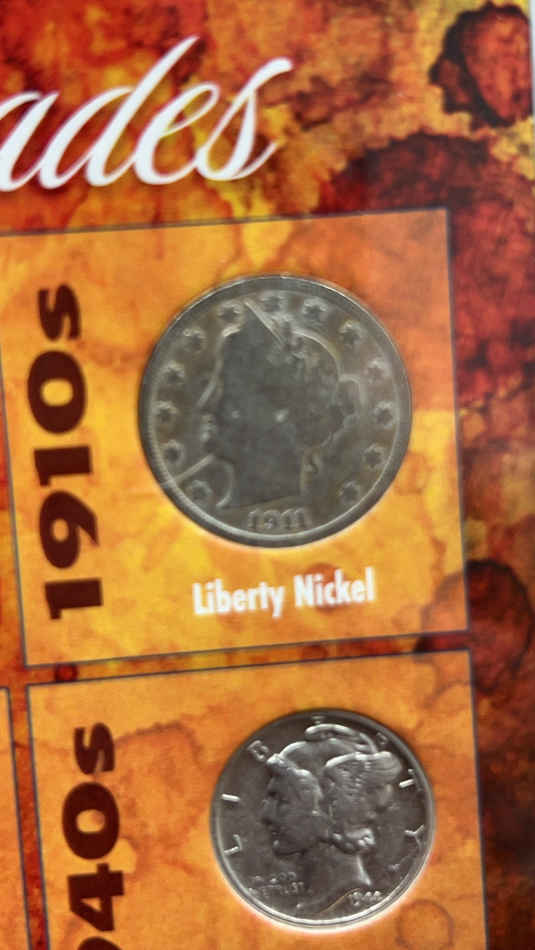 ades
1910s
1911
Liberty Nickel
40s
LIBERTY
IN GOD
WE TRUST